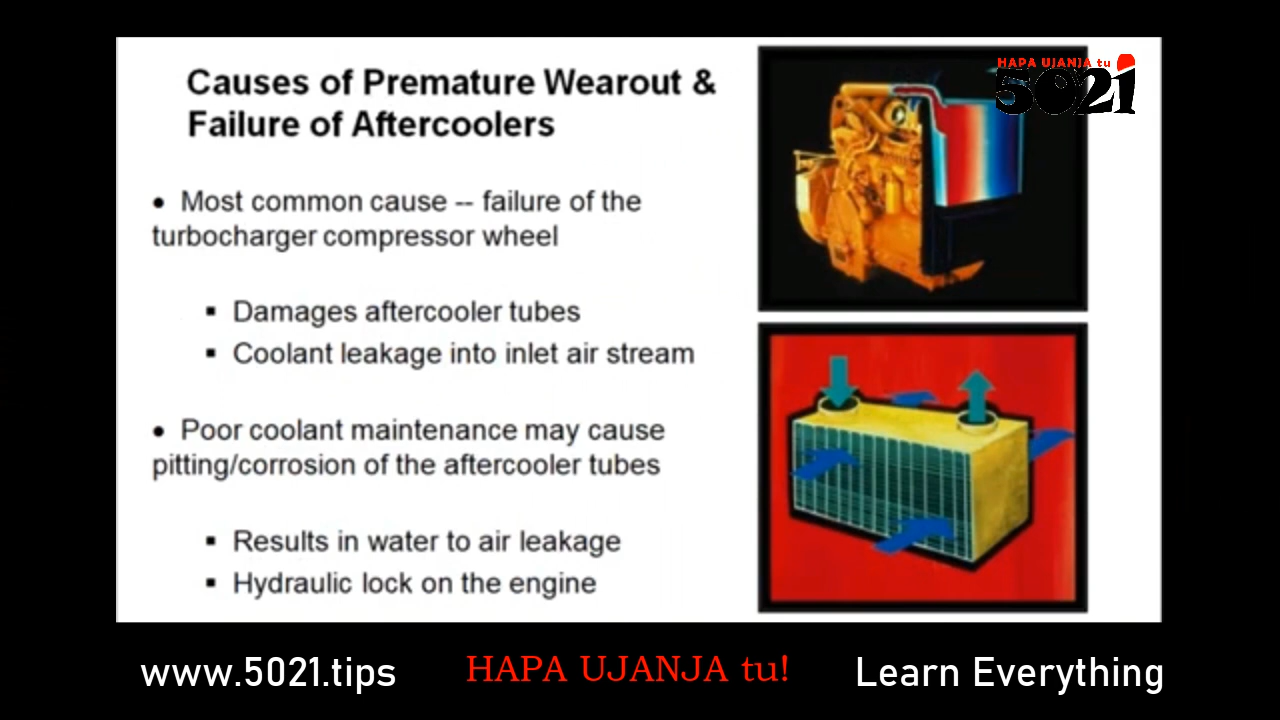 Causes of Premature Wearout &
Failure of Aftercoolers
HAPA UJANJA tu
5021
• Most common cause -- failure of the
turbocharger compressor wheel
▪ Damages aftercooler tubes
▪ Coolant leakage into inlet air stream
• Poor coolant maintenance may cause
pitting/corrosion of the aftercooler tubes
▪ Results in water to air leakage
▪ Hydraulic lock on the engine
www.5021.tips
HAPA UJANJA tu!
Learn Everything